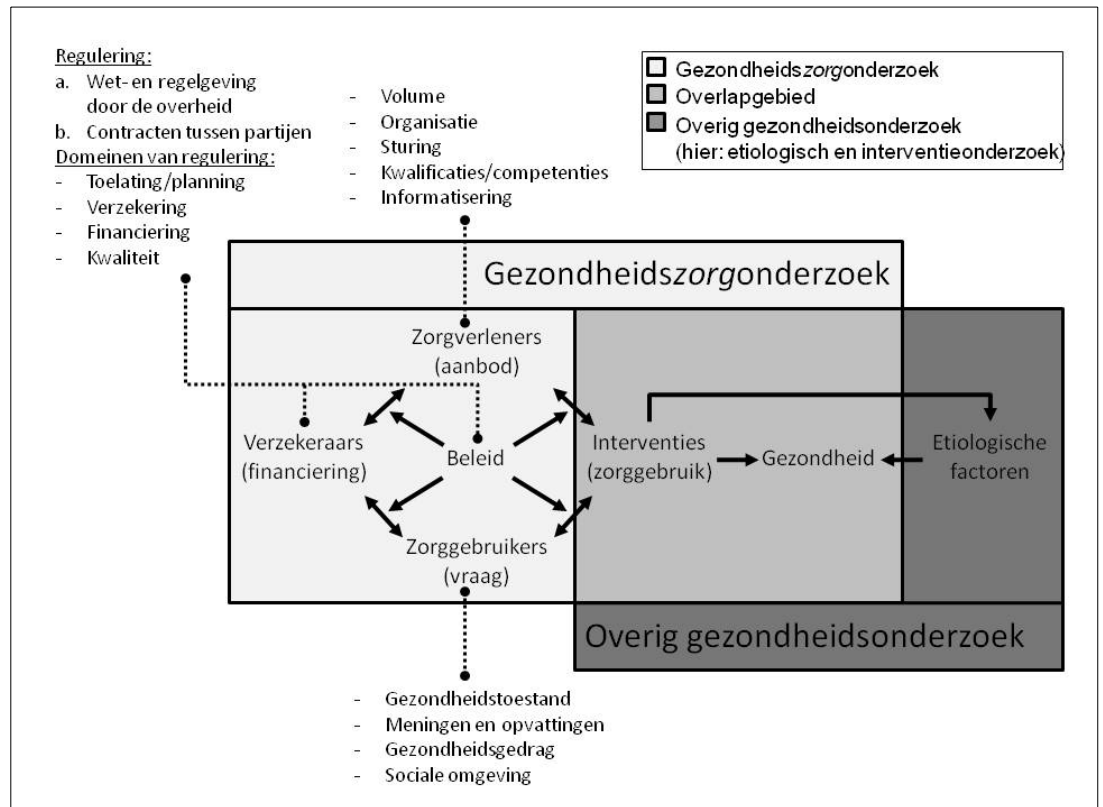 Regulering:
a. Wet- en regelgeving
door de overheid
b. Contracten tussen partijen
Domeinen van regulering:
- Toelating/planning
- Verzekering
- Financiering
- Kwaliteit
- Volume
- Organisatie
- Sturing
- Kwalificaties/competenties
- Informatisering
Gezondheidszorgonderzoek
Overlapgebied
Overig gezondheidsonderzoek
(hier: etiologisch en interventieonderzoek)
Gezondheidszorgonderzoek
Zorgverleners
(aanbod)
Verzekeraars
(financiering)
Beleid
Interventies
(zorggebruik)
Gezondheid
Etiologische
factoren
Zorggebruikers
(vraag)
Overig gezondheidsonderzoek
- Gezondheidstoestand
- Meningen en opvattingen
- Gezondheidsgedrag
- Sociale omgeving